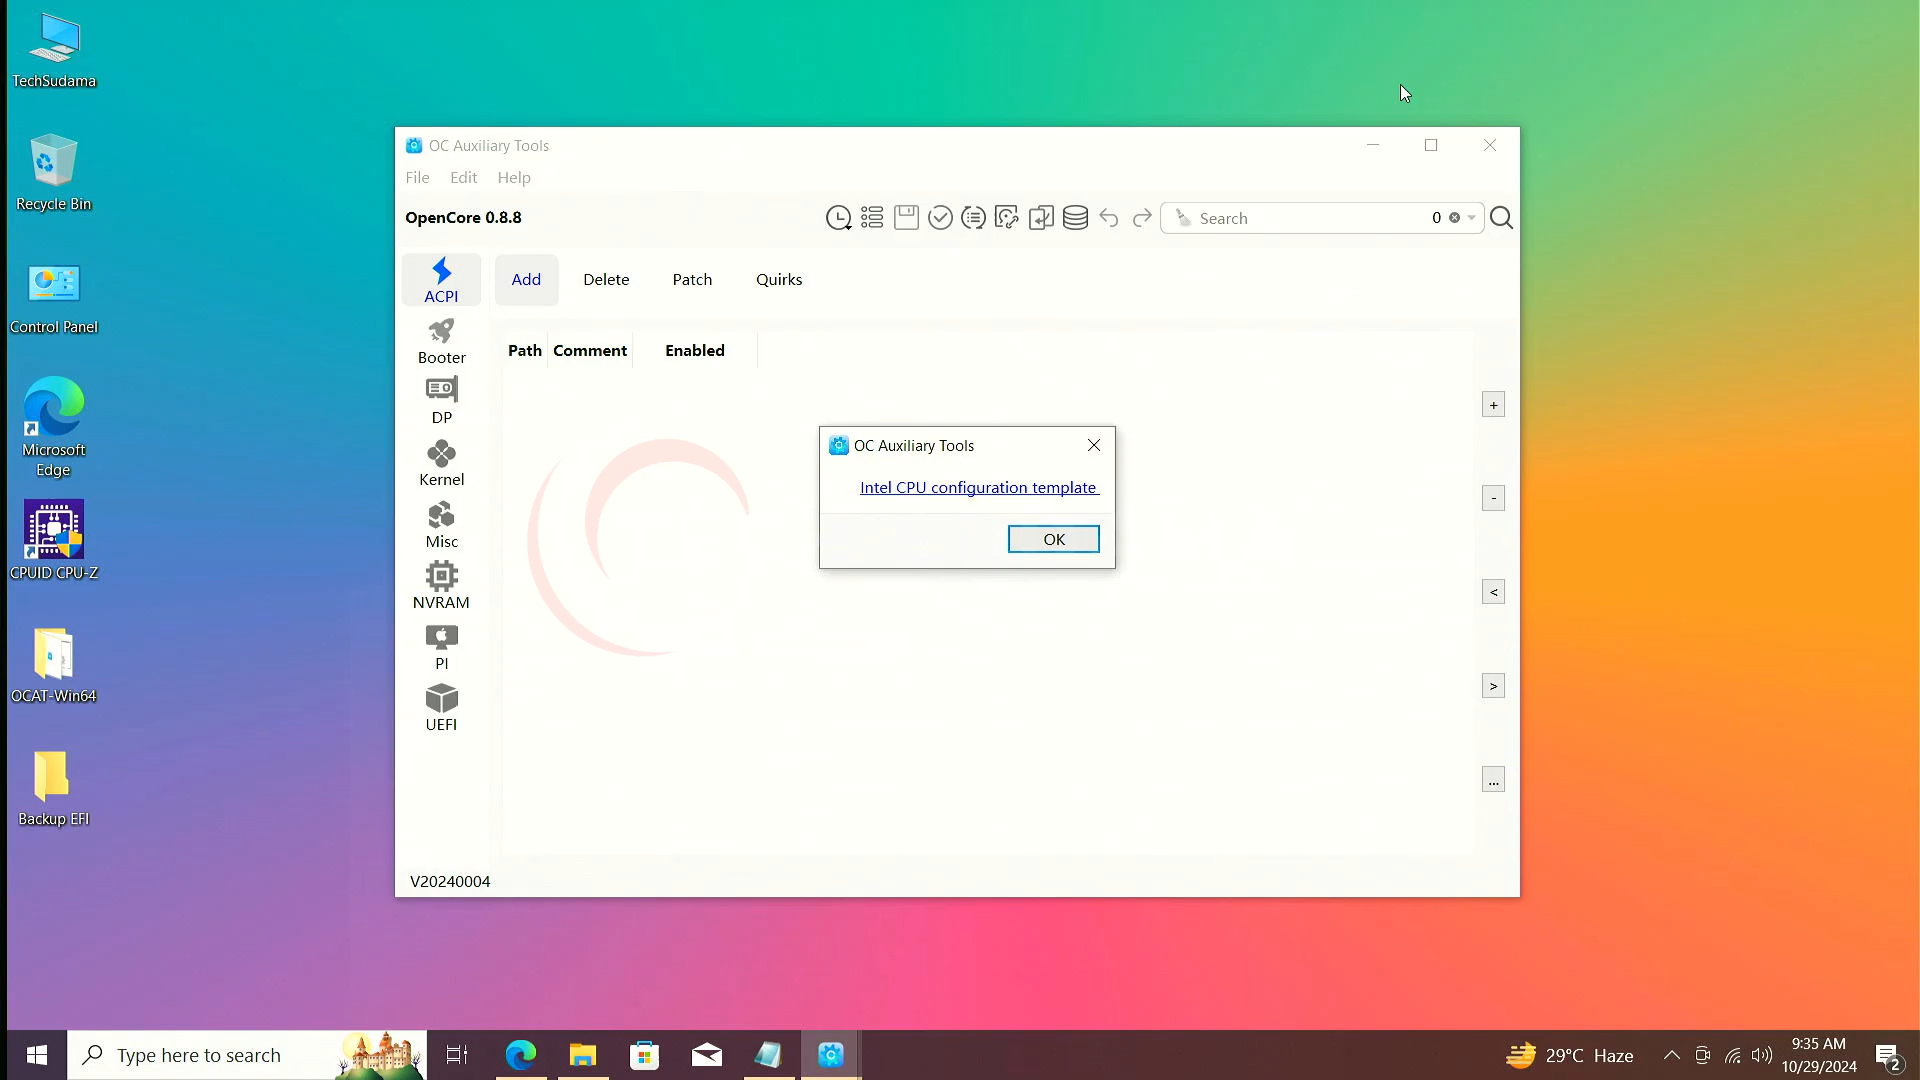 TechSudama
Recycle Bin
Control Panel
Microsoft
Edge
CPUID CPU-Z
OCAT-Win64
Backup EFI
OC Auxiliary Tools
File Edit Help
OpenCore 0.8.8
Search 0
ACPI
Add Delete Patch Quirks
Booter
DP
Kernel
Misc
NVRAM
PI
UEFI
Path Comment Enabled
+
-
<
>
...
OC Auxiliary Tools
Intel CPU configuration template
OK
V20240004
Type here to search
29°C Haze
9:35 AM
10/29/2024
2